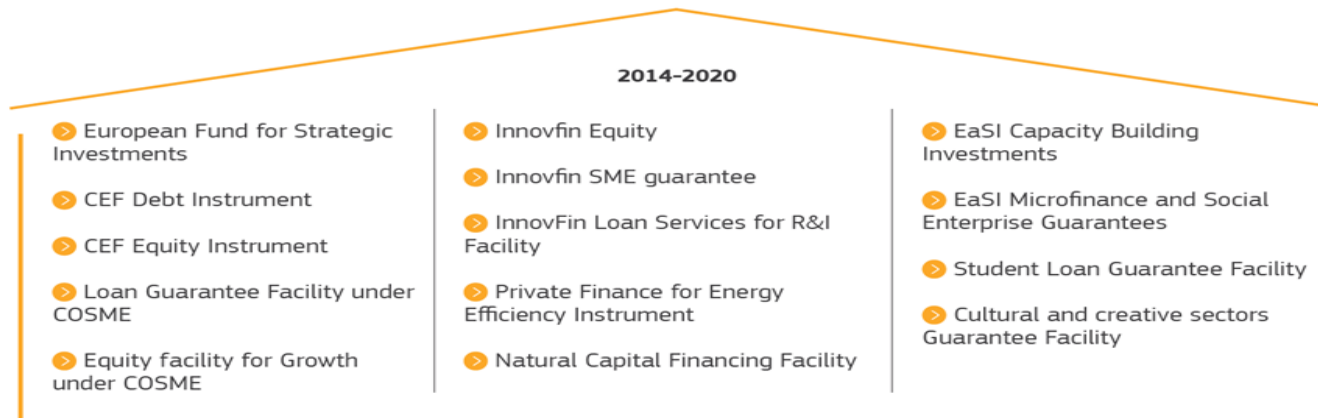 2014-2020
European Fund for Strategic
Investments
CEF Debt Instrument
CEF Equity Instrument
Loan Guarantee Facility under
COSME
Equity facility for Growth
under COSME
Innovfin Equity
Innovfin SME guarantee
InnovFin Loan Services for R&I
Facility
Private Finance for Energy
Efficiency Instrument
Natural Capital Financing Facility
EaSI Capacity Building
Investments
EaSI Microfinance and Social
Enterprise Guarantees
Student Loan Guarantee Facility
Cultural and creative sectors
Guarantee Facility